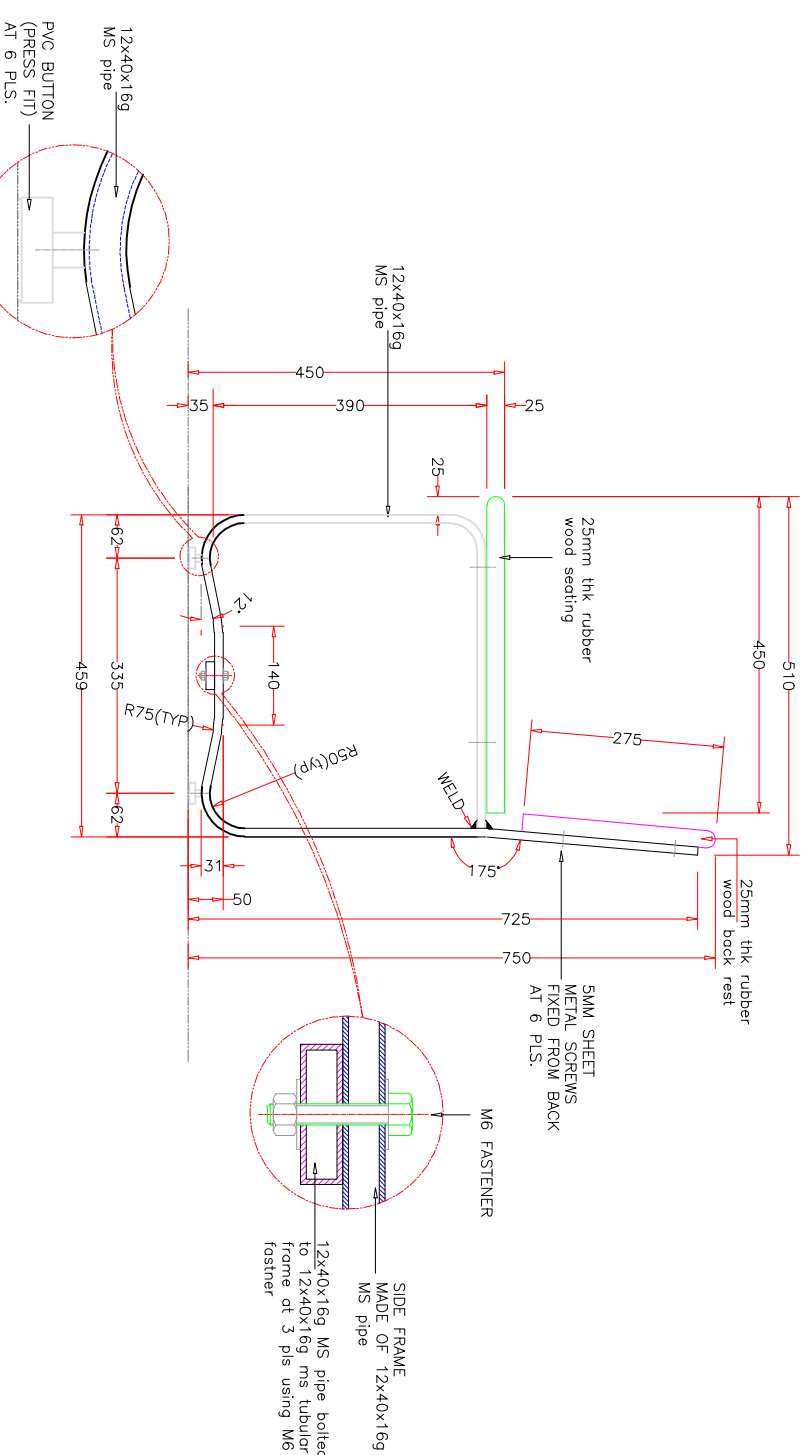 12x40x16g
MS pipe
PVC BUTTON
(PRESS FIT)
AT 6 PLS.
12x40x16g
MS pipe
450
35
390
25
25
25mm thk rubber
wood seating
450
510
275
62
335
62
459
12°
140
R75(TYP)
R50(typ)
WELD
175°
31
50
725
750
25mm thk rubber
wood back rest
5MM SHEET
METAL SCREWS
FIXED FROM BACK
AT 6 PLS.
M6 FASTENER
SIDE FRAME
MADE OF 12x40x16g
MS pipe
12x40x16g MS pipe bolted
to 12x40x16g ms tubular
frame at 3 pls using M6
fastner